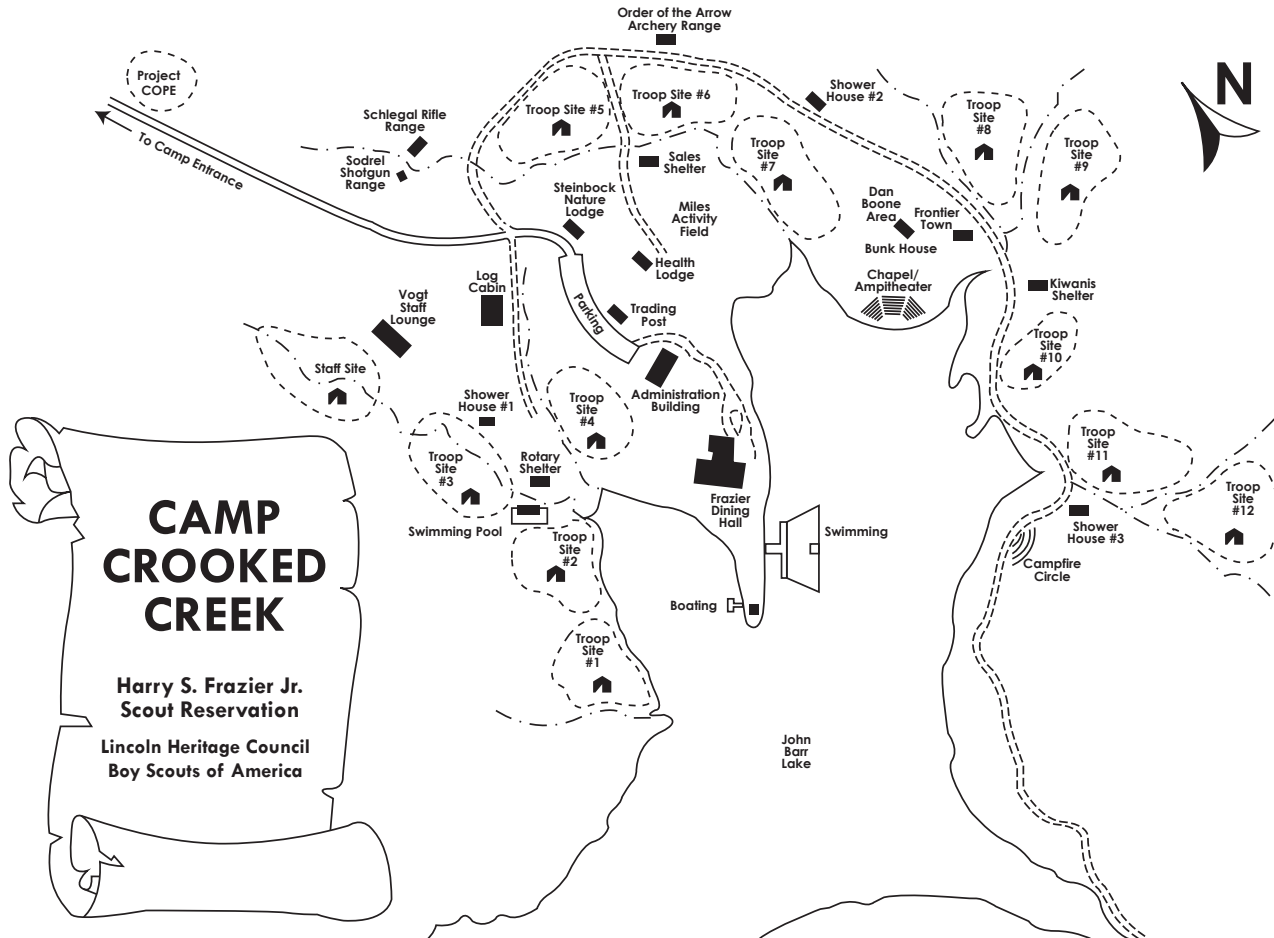 Order of the Arrow
Archery Range
N
Project
COPE
To Camp Entrance
Schlegal Rifle
Range
Sodrel
Shotgun
Range
Troop Site #5
Troop Site #6
Shower
House #2
Troop
Site
#8
Troop
Site
#9
Troop
Site
#7
Sales
Shelter
Steinbock
Nature
Lodge
Miles
Activity
Field
Dan
Boone
Area
Frontier
Town
Bunk House
Health
Lodge
Chapel/
Ampitheater
Kiwanis
Shelter
Log
Cabin
Vogt
Staff
Lounge
Parking
Trading
Post
Troop
Site
#10
Staff Site
Shower
House #1
Troop
Site
#4
Administration
Building
Troop
Site
#3
Rotary
Shelter
Troop
Site
#11
Troop
Site
#12
Frazier
Dining
Hall
Swimming Pool
Swimming
Shower
House #3
Troop
Site
#2
Campfire
Circle
Boating
Troop
Site
#1
John
Barr
Lake
CAMP
CROOKED
CREEK
Harry S. Frazier Jr.
Scout Reservation
Lincoln Heritage Council
Boy Scouts of America